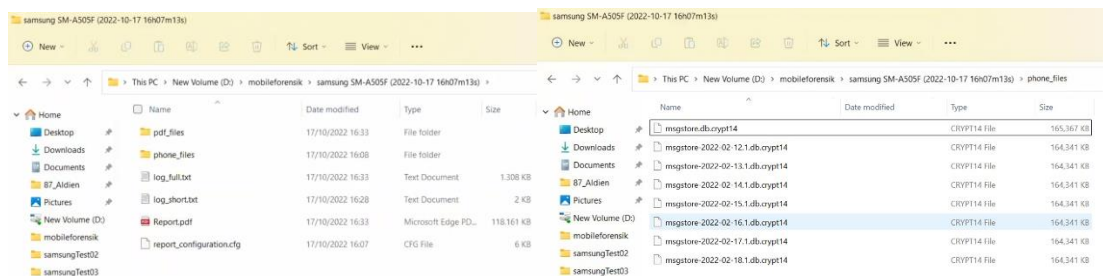 samsung SM-A505F (2022-10-17 16h07m13s)
New Sort View
This PC > New Volume (D:) > mobileforensik > samsung SM-A505F (2022-10-17 16h07m13s) >
Name Date modified Type Size
Home
Desktop
Downloads
Documents
87_Aldien
Pictures
New Volume (D:)
mobileforensik
samsungTest02
samsungTest03
pdf_files 17/10/2022 16:33 File folder
phone_files 17/10/2022 16:08 File folder
log_full.txt 17/10/2022 16:33 Text Document 1.308 KB
log_short.txt 17/10/2022 16:28 Text Document 2 KB
Report.pdf 17/10/2022 16:33 Microsoft Edge PD... 118.161 KB
report_configuration.cfg 17/10/2022 16:07 CFG File 6 KB
samsung SM-A505F (2022-10-17 16h07m13s)
New Sort View
This PC > New Volume (D:) > mobileforensik > samsung SM-A505F (2022-10-17 16h07m13s) > phone_files
Name Date modified Type Size
Home
Desktop
Downloads
Documents
87_Aldien
Pictures
New Volume (D:)
mobileforensik
samsungTest02
samsungTest03
msgstore.db.crypt14 CRYPT14 File 165,367 KB
msgstore-2022-02-12.1.db.crypt14 CRYPT14 File 164,341 KB
msgstore-2022-02-13.1.db.crypt14 CRYPT14 File 164,341 KB
msgstore-2022-02-14.1.db.crypt14 CRYPT14 File 164,341 KB
msgstore-2022-02-15.1.db.crypt14 CRYPT14 File 164,341 KB
msgstore-2022-02-16.1.db.crypt14 CRYPT14 File 164,341 KB
msgstore-2022-02-17.1.db.crypt14 CRYPT14 File 164,341 KB
msgstore-2022-02-18.1.db.crypt14 CRYPT14 File 164,341 KB